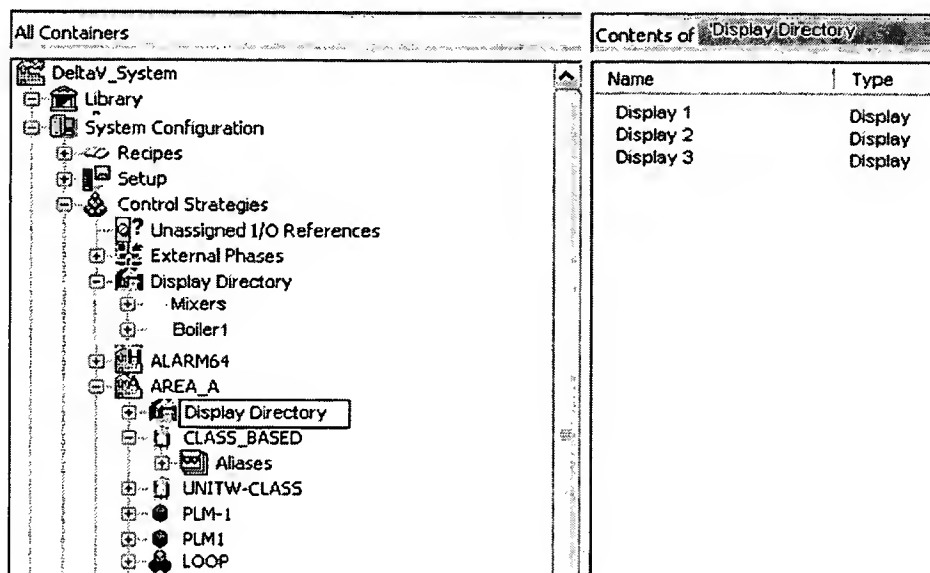 All Containers
DeltaV_System
Library
System Configuration
Recipes
Setup
Control Strategies
Unassigned I/O References
External Phases
Display Directory
Mixers
Boiler1
ALARM64
AREA_A
Display Directory
CLASS_BASED
Aliases
UNITW-CLASS
PLM-1
PLM1
LOOP
Contents of 'Display Directory
Name Type
Display 1 Display
Display 2 Display
Display 3 Display